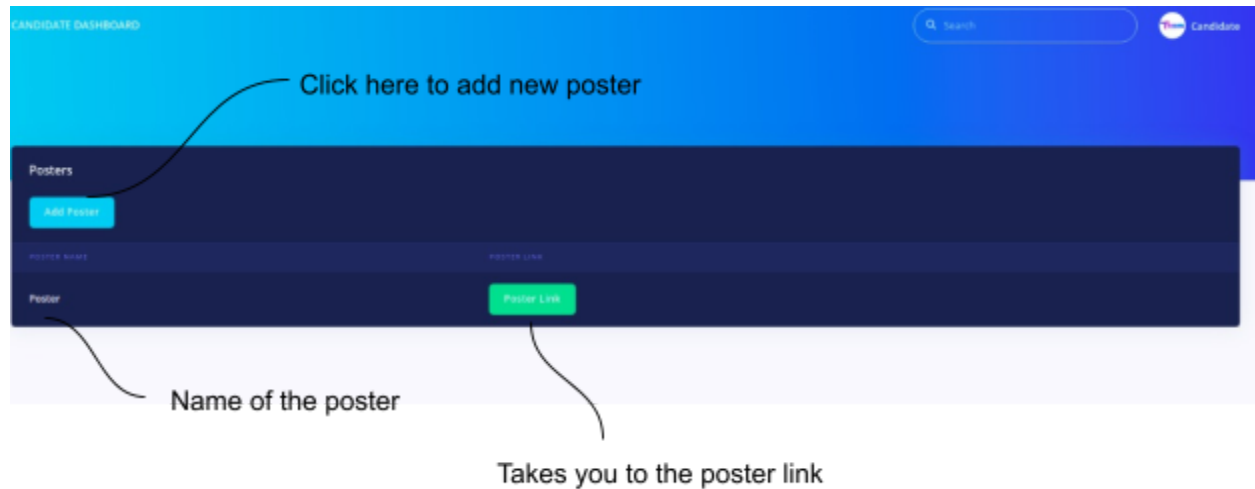 CANDIDATE DASHBOARD
Search
Candidate
Click here to add new poster
Posters
Add Poster
POSTER NAME
POSTER LINK
Poster
Poster Link
Name of the poster
Takes you to the poster link